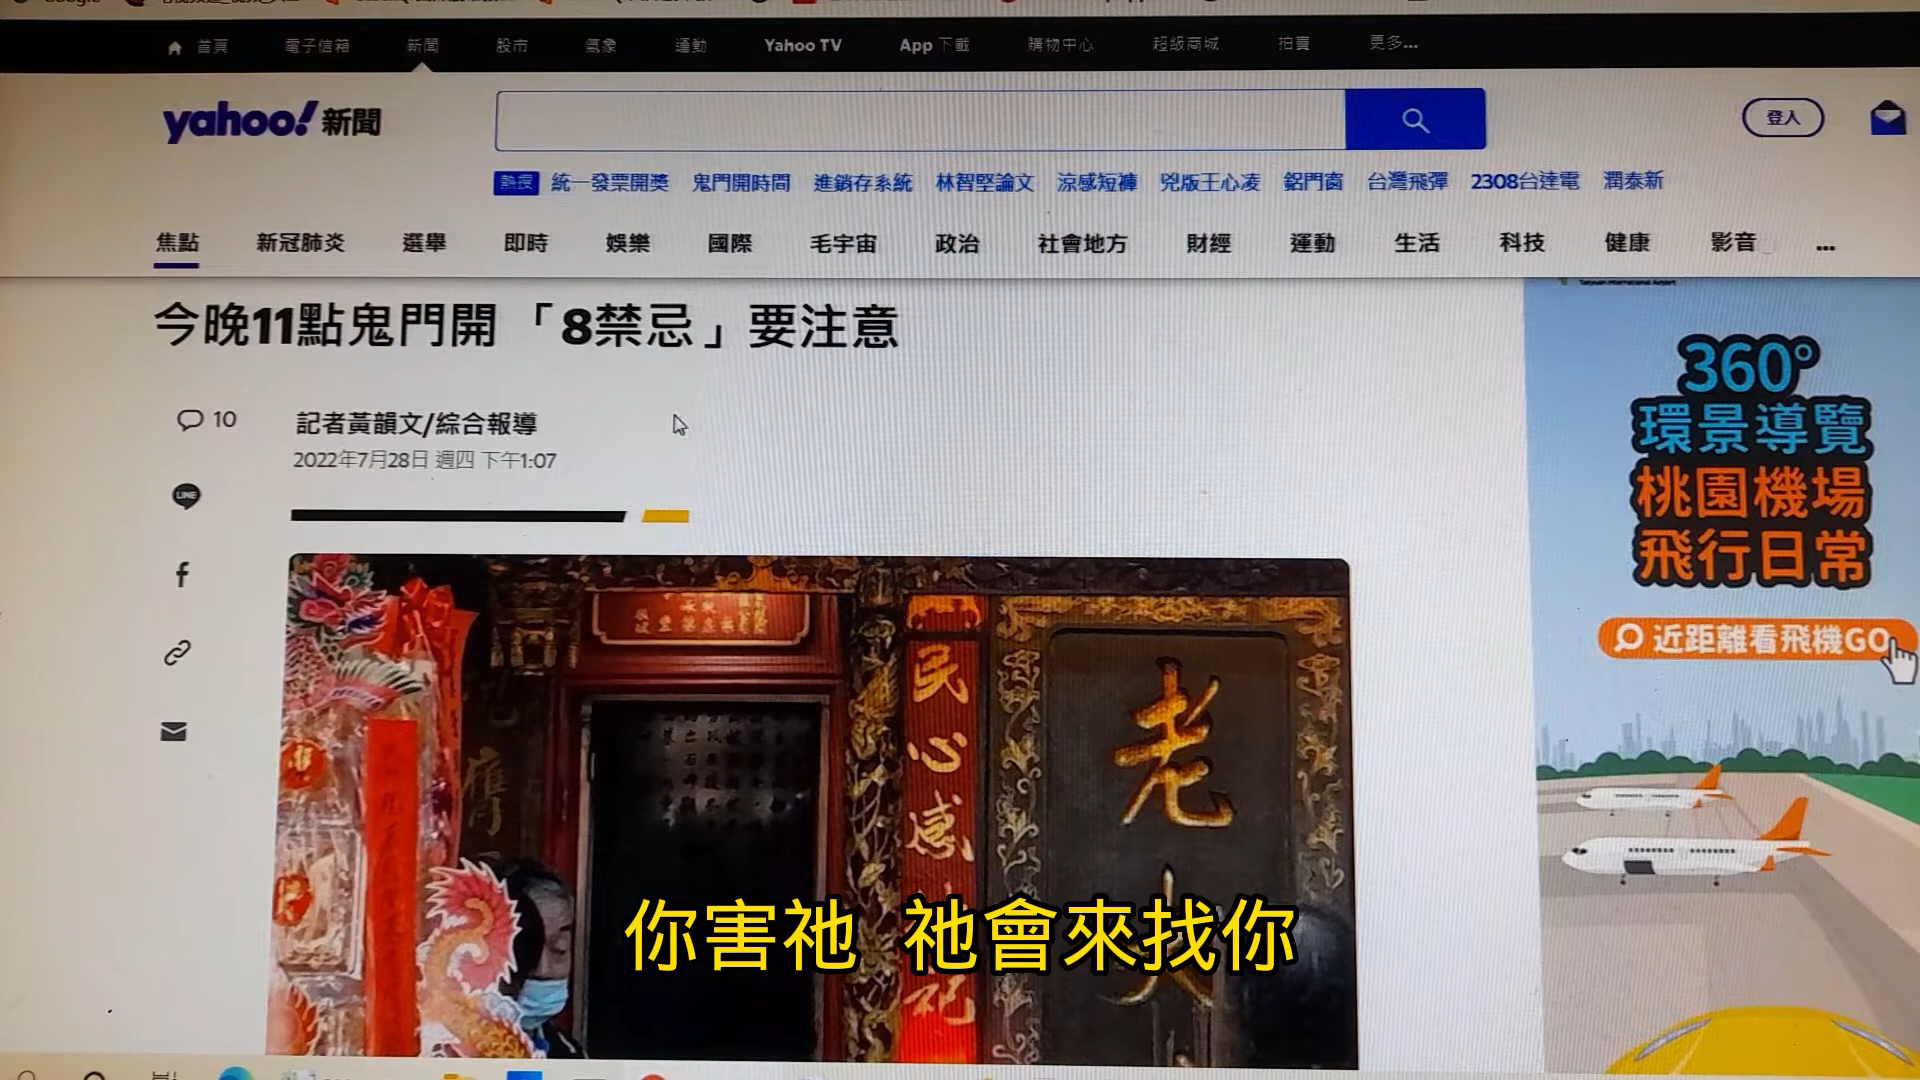 首頁 電子信箱 新聞 股市 氣象 運動 Yahoo TV App 下載 購物中心 超級商城 拍賣 更多...
yahoo! 新聞
登入
熱搜 統一發票開獎 鬼門開時間 進銷存系統 林智堅論文 涼感短褲 兇版王心凌 鋁門窗 台灣飛彈 2308台達電 潤泰新
焦點 新冠肺炎 選舉 即時 娛樂 國際 毛宇宙 政治 社會地方 財經 運動 生活 科技 健康 影音 ...
今晚11點鬼門開 「8禁忌」要注意
10
記者黃韻文/綜合報導
2022年7月28日 週四 下午1:07
LINE
360°
環景導覽
桃園機場
飛行日常
近距離看飛機GO
民心感
老
你害祂 祂會來找你